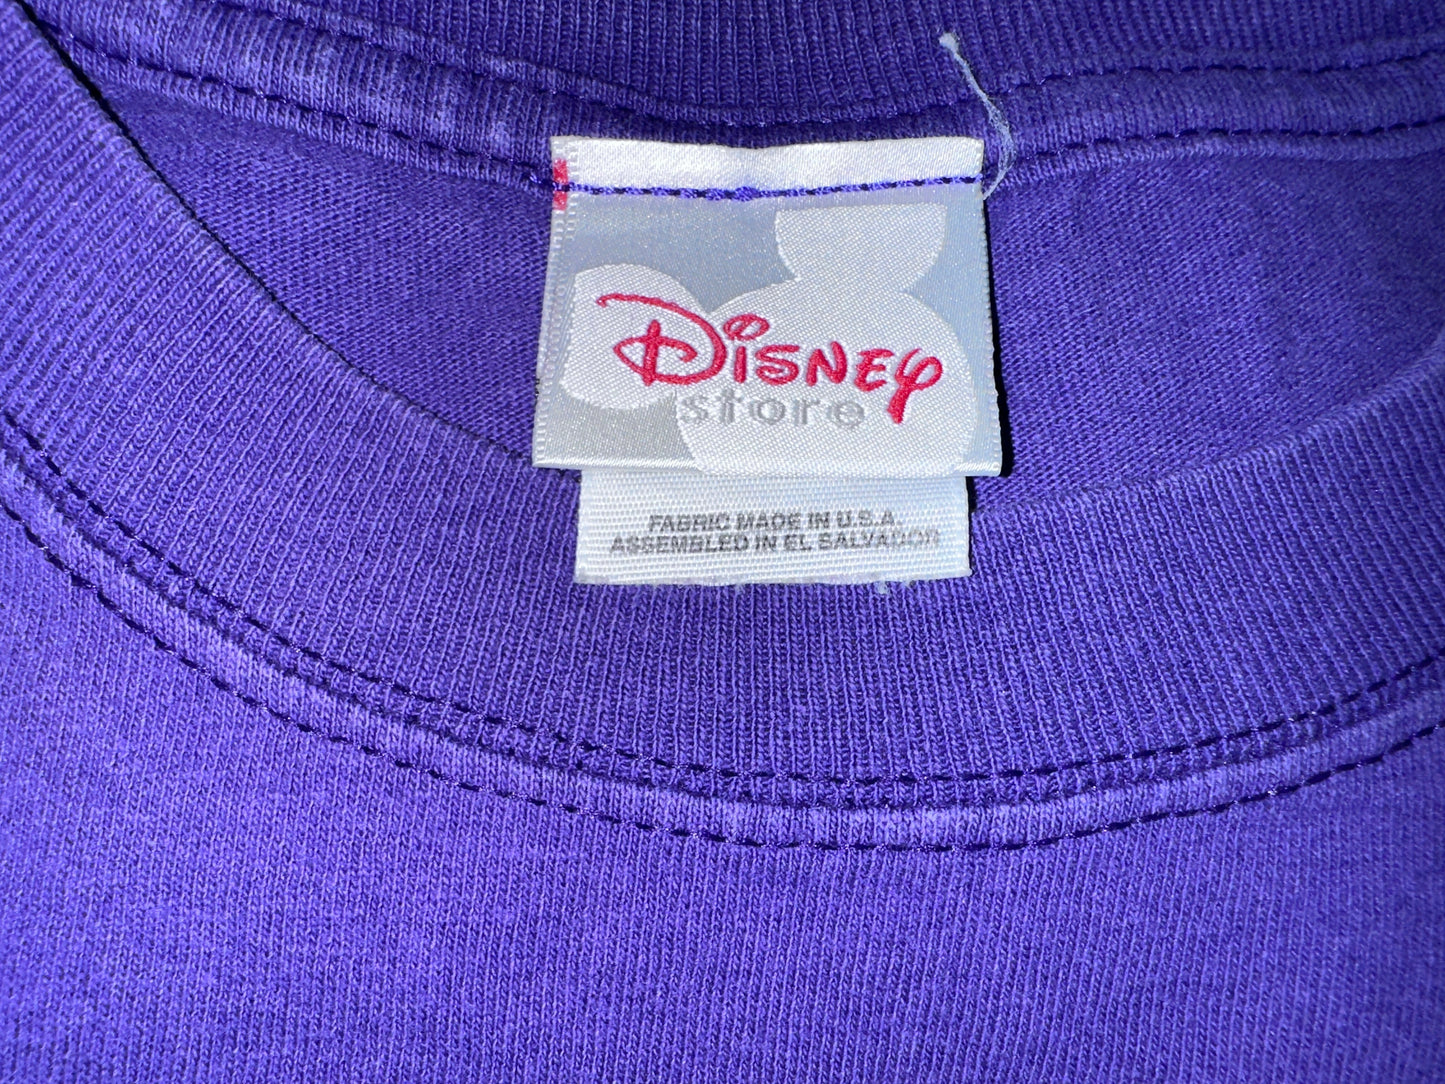 Disney
store
FABRIC MADE IN U.S.A.
ASSEMBLED IN EL SALVADOR